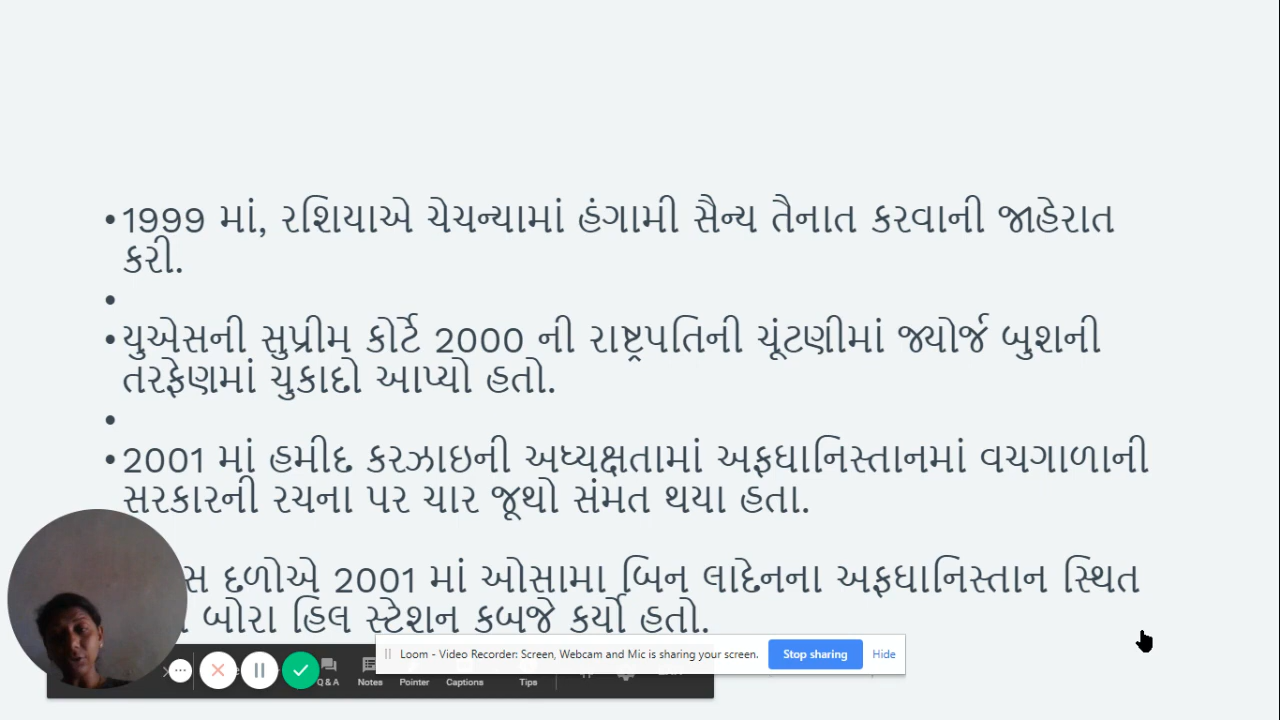 • 1999 માં, રશિયાએ ચેચન્યામાં હંગામી સૈન્ય તૈનાત કરવાની જાહેરાત
કરી.
•
• યુએસની સુપ્રીમ કોર્ટે 2000 ની રાષ્ટ્રપતિની ચૂંટણીમાં જ્યોર્જ બુશની
તરફેણમાં ચુકાદો આપ્યો હતો.
•
• 2001 માં હમીદ કરઝાઇની અધ્યક્ષતામાં અફઘાનિસ્તાનમાં વચગાળાની
સરકારની રચના પર ચાર જૂથો સંમત થયા હતા.
દળોએ 2001 માં ઓસામા બિન લાદેનના અફઘાનિસ્તાન સ્થિત
બોરા હિલ સ્ટેશન કબજે કર્યો હતો.
Loom - Video Recorder: Screen, Webcam and Mic is sharing your screen. Stop sharing Hide
Q & A Notes Pointer Captions Tips